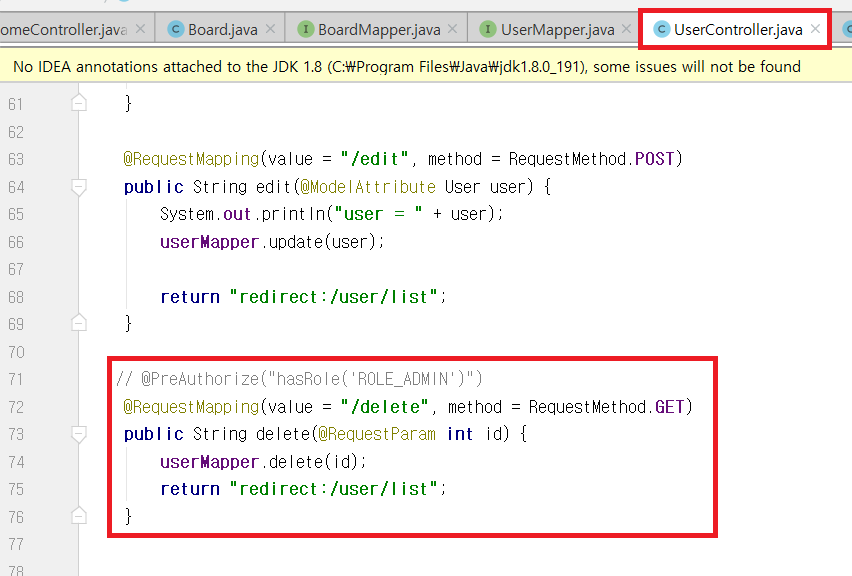 omeController.java × Board.java × BoardMapper.java × UserMapper.java × UserController.java ×
No IDEA annotations attached to the JDK 1.8 (C:₩Program Files₩Java₩jdk1.8.0_191), some issues will not be found
61 }
62
63 @RequestMapping(value = "/edit", method = RequestMethod.POST)
64 public String edit(@ModelAttribute User user) {
65 System.out.println("user = " + user);
66 userMapper.update(user);
67
68 return "redirect:/user/list";
69 }
70
71 // @PreAuthorize("hasRole('ROLE_ADMIN')")
72 @RequestMapping(value = "/delete", method = RequestMethod.GET)
73 public String delete(@RequestParam int id) {
74 userMapper.delete(id);
75 return "redirect:/user/list";
76 }
77
78